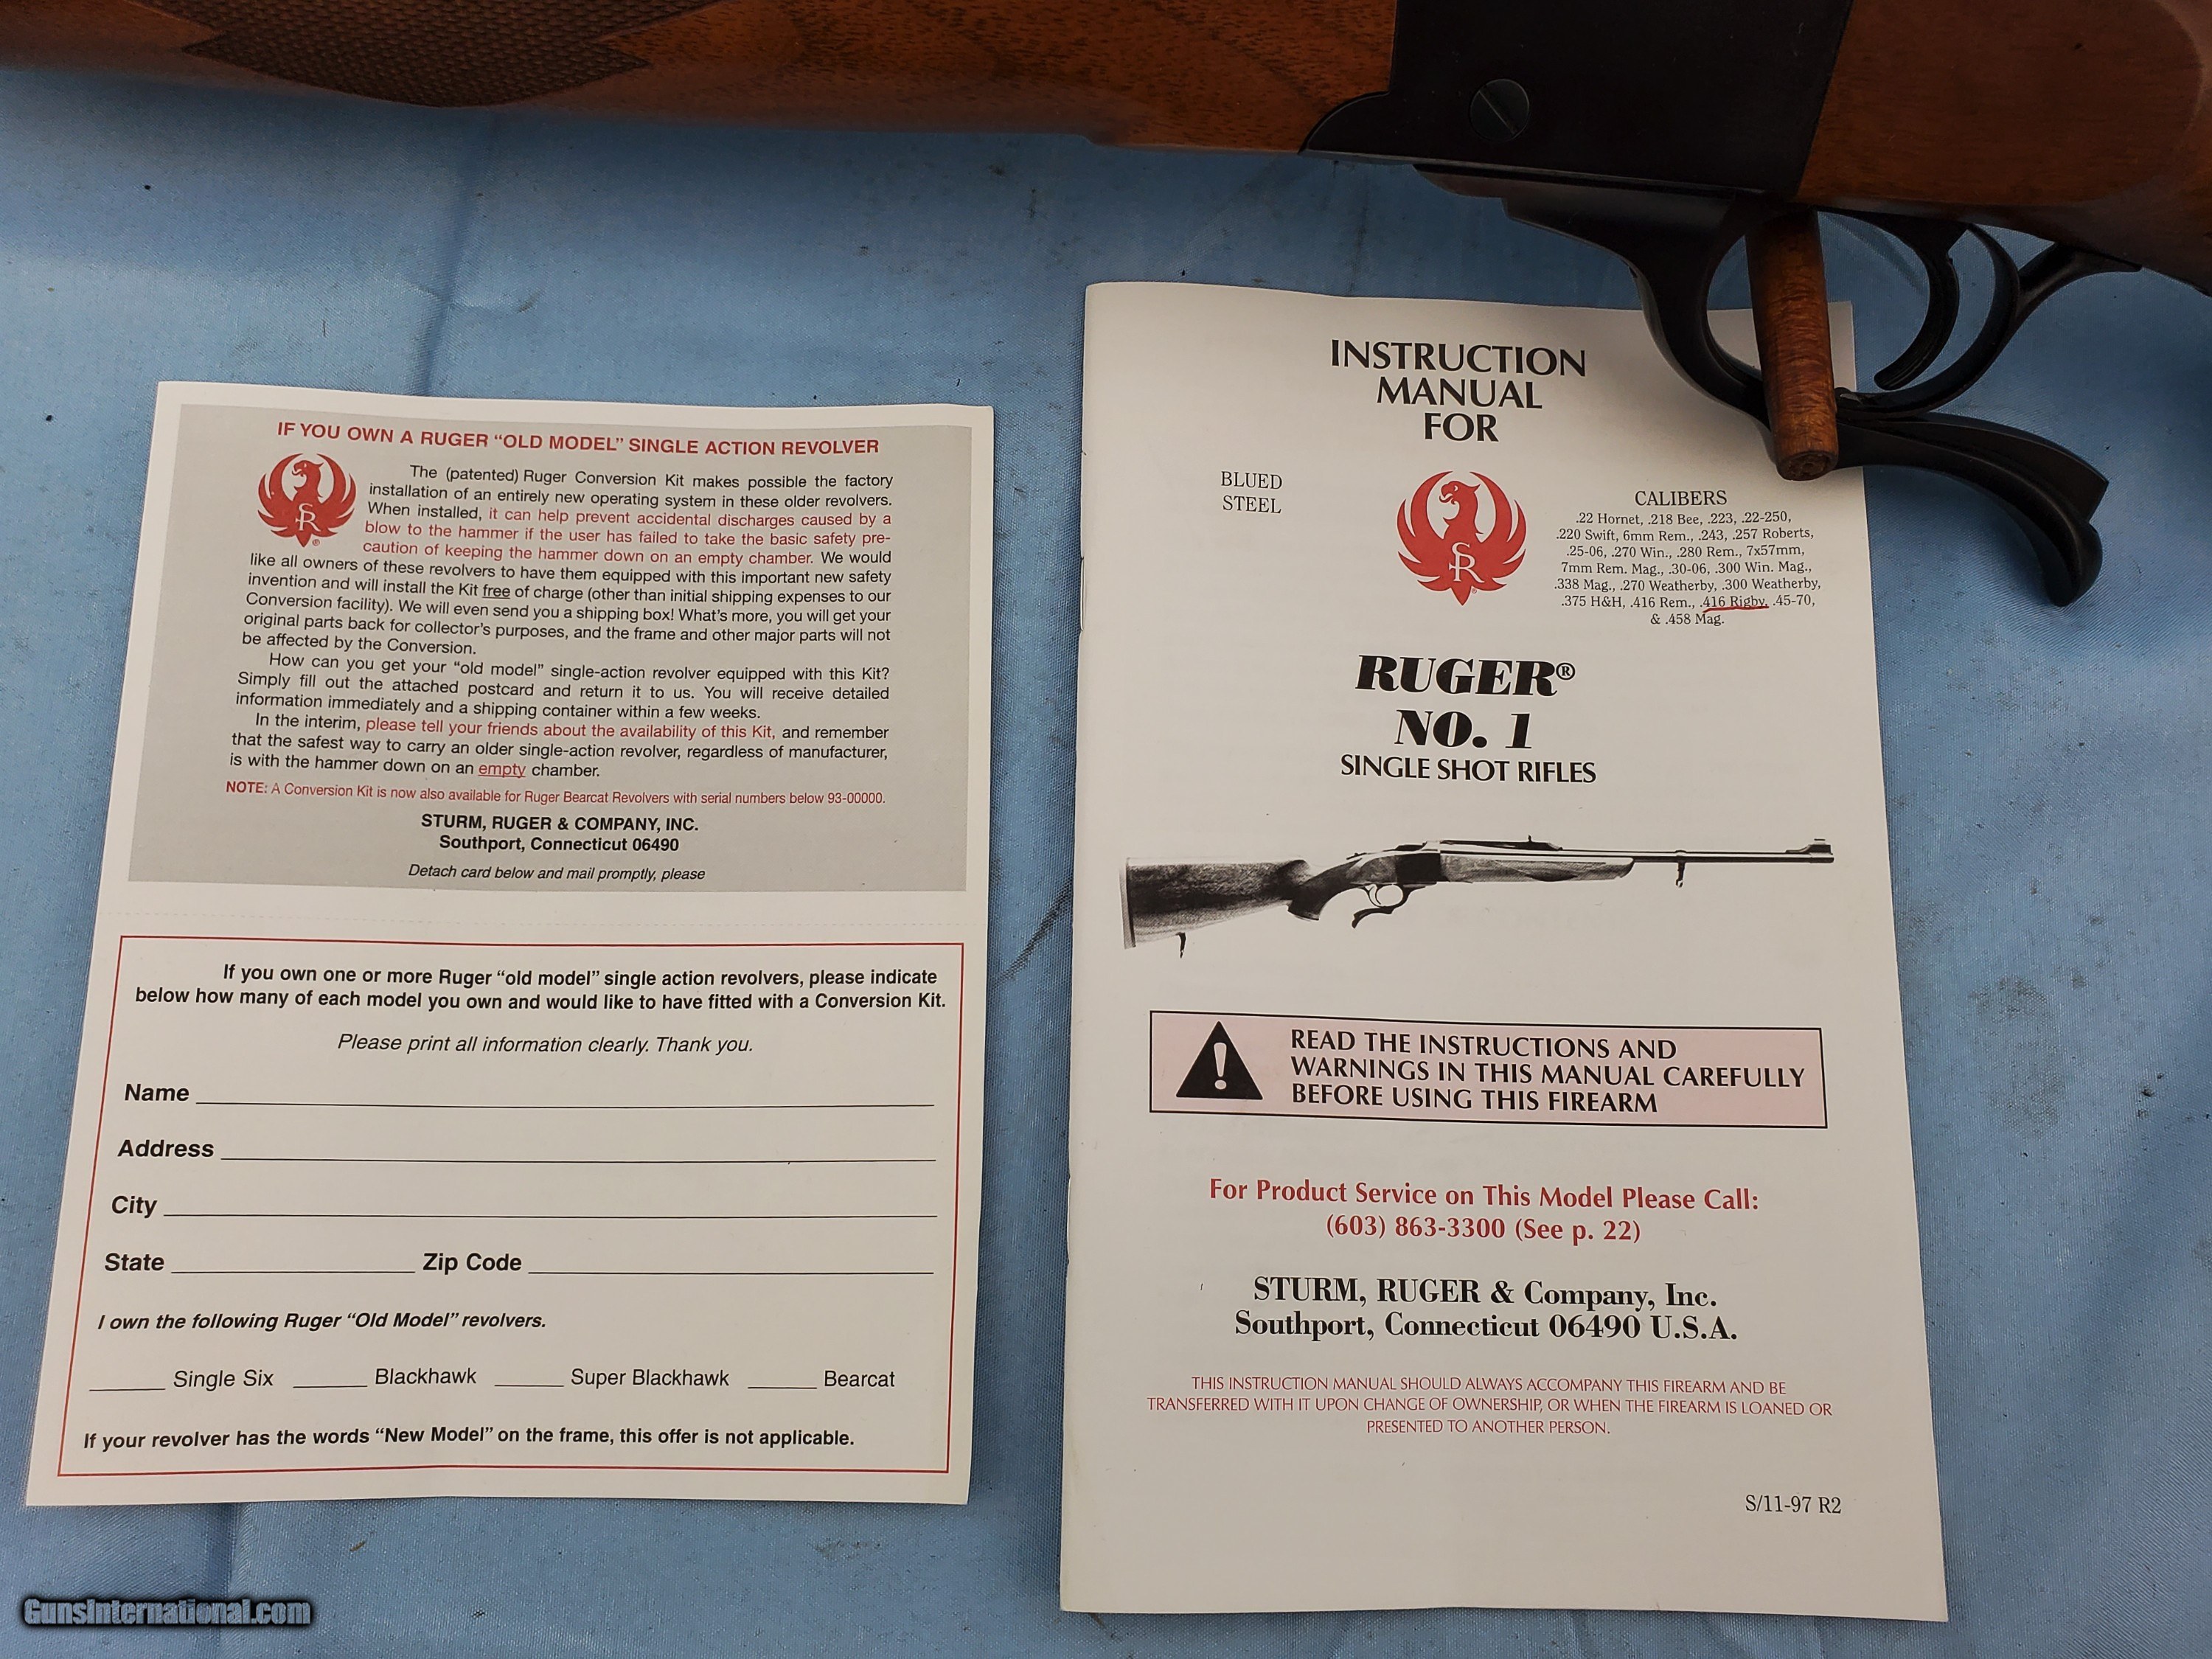 IF YOU OWN A RUGER “OLD MODEL” SINGLE ACTION REVOLVER
The (patented) Ruger Conversion Kit makes possible the factory
installation of an entirely new operating system in these older revolvers.
When installed, it can help prevent accidental discharges caused by a
blow to the hammer if the user has failed to take the basic safety pre-
caution of keeping the hammer down on an empty chamber. We would
like all owners of these revolvers to have them equipped with this important new safety
invention and will install the Kit free of charge (other than initial shipping expenses to our
Conversion facility). We will even send you a shipping box! What's more, you will get your
original parts back for collector's purposes, and the frame and other major parts will not
be affected by the Conversion.
How can you get your “old model” single-action revolver equipped with this Kit?
Simply fill out the attached postcard and return it to us. You will receive detailed
information immediately and a shipping container within a few weeks.
In the interim, please tell your friends about the availability of this Kit, and remember
that the safest way to carry an older single-action revolver, regardless of manufacturer,
is with the hammer down on an empty chamber.
NOTE: A Conversion Kit is now also available for Ruger Bearcat Revolvers with serial numbers below 93-00000.
STURM, RUGER & COMPANY, INC.
Southport, Connecticut 06490
Detach card below and mail promptly, please
If you own one or more Ruger “old model” single action revolvers, please indicate
below how many of each model you own and would like to have fitted with a Conversion Kit.
Please print all information clearly. Thank you.
Name
Address
City
State Zip Code
I own the following Ruger “Old Model” revolvers.
Single Six Blackhawk Super Blackhawk Bearcat
If your revolver has the words “New Model” on the frame, this offer is not applicable.
INSTRUCTION
MANUAL
FOR
BLUED
STEEL
SR
CALIBERS
.22 Hornet, .218 Bee, .223, .22-250,
.220 Swift, 6mm Rem., .243, .257 Roberts,
.25-06, .270 Win., .280 Rem., 7x57mm,
7mm Rem. Mag., .30-06, .300 Win. Mag.,
.338 Mag., .270 Weatherby, .300 Weatherby,
.375 H&H, .416 Rem., .416 Rigby, .45-70,
& .458 Mag.
RUGER®
NO. 1
SINGLE SHOT RIFLES
READ THE INSTRUCTIONS AND
WARNINGS IN THIS MANUAL CAREFULLY
BEFORE USING THIS FIREARM
For Product Service on This Model Please Call:
(603) 863-3300 (See p. 22)
STURM, RUGER & Company, Inc.
Southport, Connecticut 06490 U.S.A.
THIS INSTRUCTION MANUAL SHOULD ALWAYS ACCOMPANY THIS FIREARM AND BE
TRANSFERRED WITH IT UPON CHANGE OF OWNERSHIP, OR WHEN THE FIREARM IS LOANED OR
PRESENTED TO ANOTHER PERSON.
S/11-97 R2
GunsInternational.com